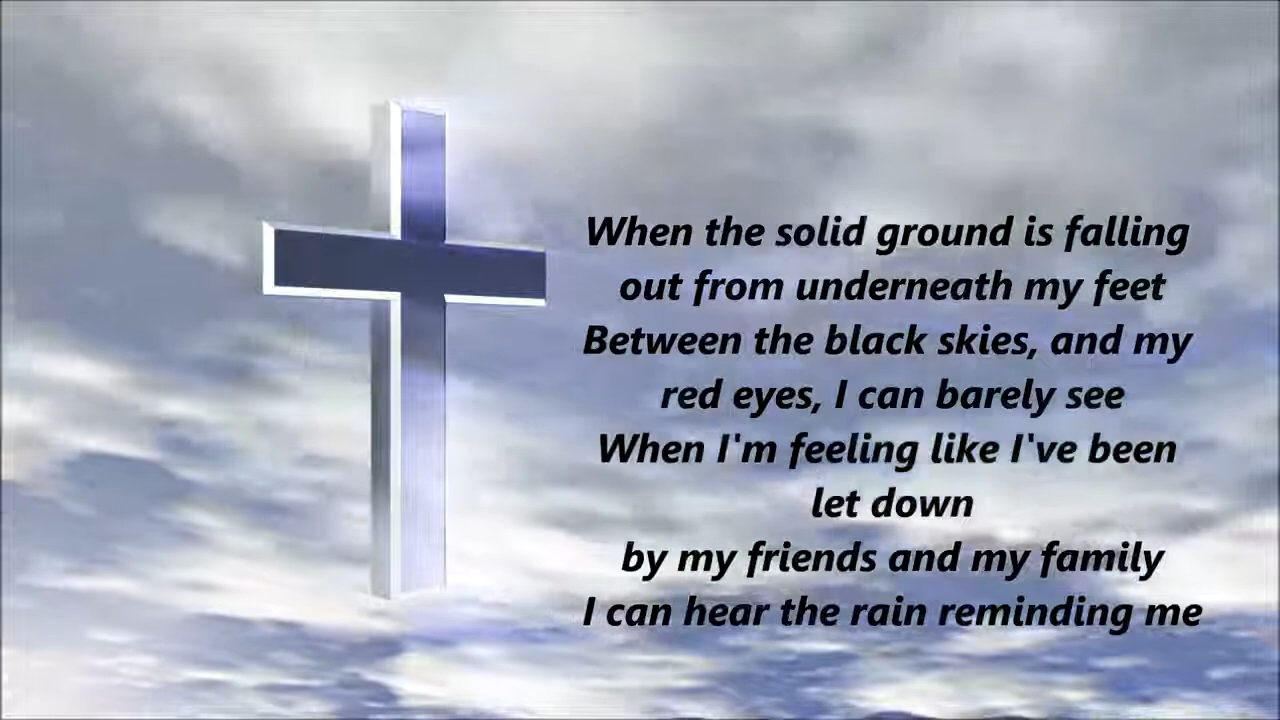 When the solid ground is falling
out from underneath my feet
Between the black skies, and my
red eyes, I can barely see
When I'm feeling like I've been
let down
by my friends and my family
I can hear the rain reminding me